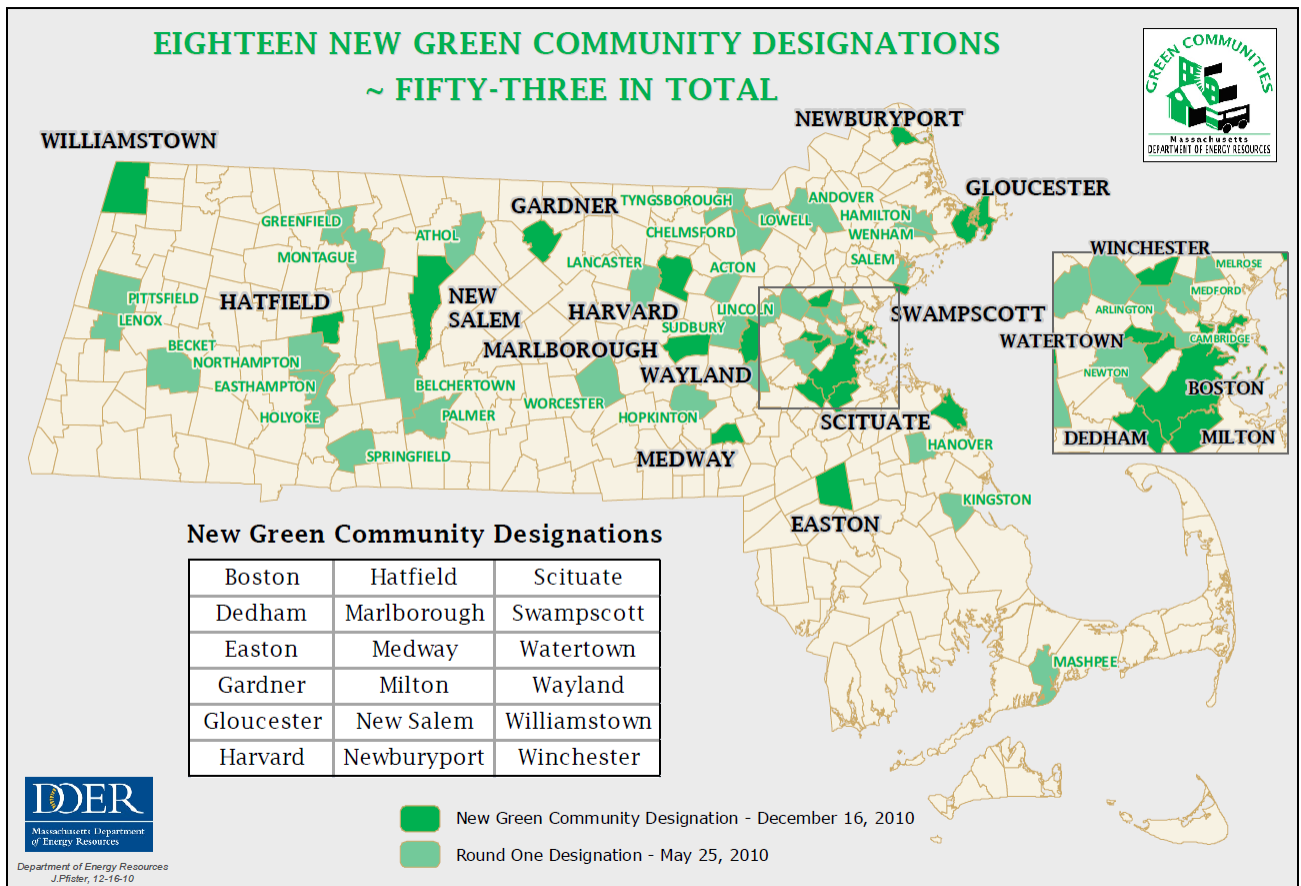 EIGHTEEN NEW GREEN COMMUNITY DESIGNATIONS
~ FIFTY-THREE IN TOTAL
GREEN COMMUNITIES
Massachusetts
DEPARTMENT OF ENERGY RESOURCES
WILLIAMSTOWN
NEWBURYPORT
GLOUCESTER
GARDNER
TYNGSBOROUGH
ANDOVER
LOWELL
HAMILTON
WENHAM
CHELMSFORD
GREENFIELD
ATHOL
MONTAGUE
LANCASTER
ACTON
SALEM
WINCHESTER
MELROSE
MEDFORD
ARLINGTON
PITTSFIELD
HATFIELD
NEW
SALEM
HARVARD
LINCOLN
SWAMPSCOTT
LENOX
SUDBURY
WATERTOWN
CAMBRIDGE
BECKET
MARLBOROUGH
NORTHAMPTON
WAYLAND
NEWTON
EASTHAMPTON
BELCHERTOWN
BOSTON
WORCESTER
HOLYOKE
PALMER
HOPKINTON
SCITUATE
DEDHAM
MILTON
SPRINGFIELD
MEDWAY
HANOVER
KINGSTON
EASTON
MASHPEE
New Green Community Designations
Boston Hatfield Scituate
Dedham Marlborough Swampscott
Easton Medway Watertown
Gardner Milton Wayland
Gloucester New Salem Williamstown
Harvard Newburyport Winchester
New Green Community Designation - December 16, 2010
Round One Designation - May 25, 2010
DOER
Massachusetts Department
of Energy Resources
Department of Energy Resources
J.Pfister, 12-16-10